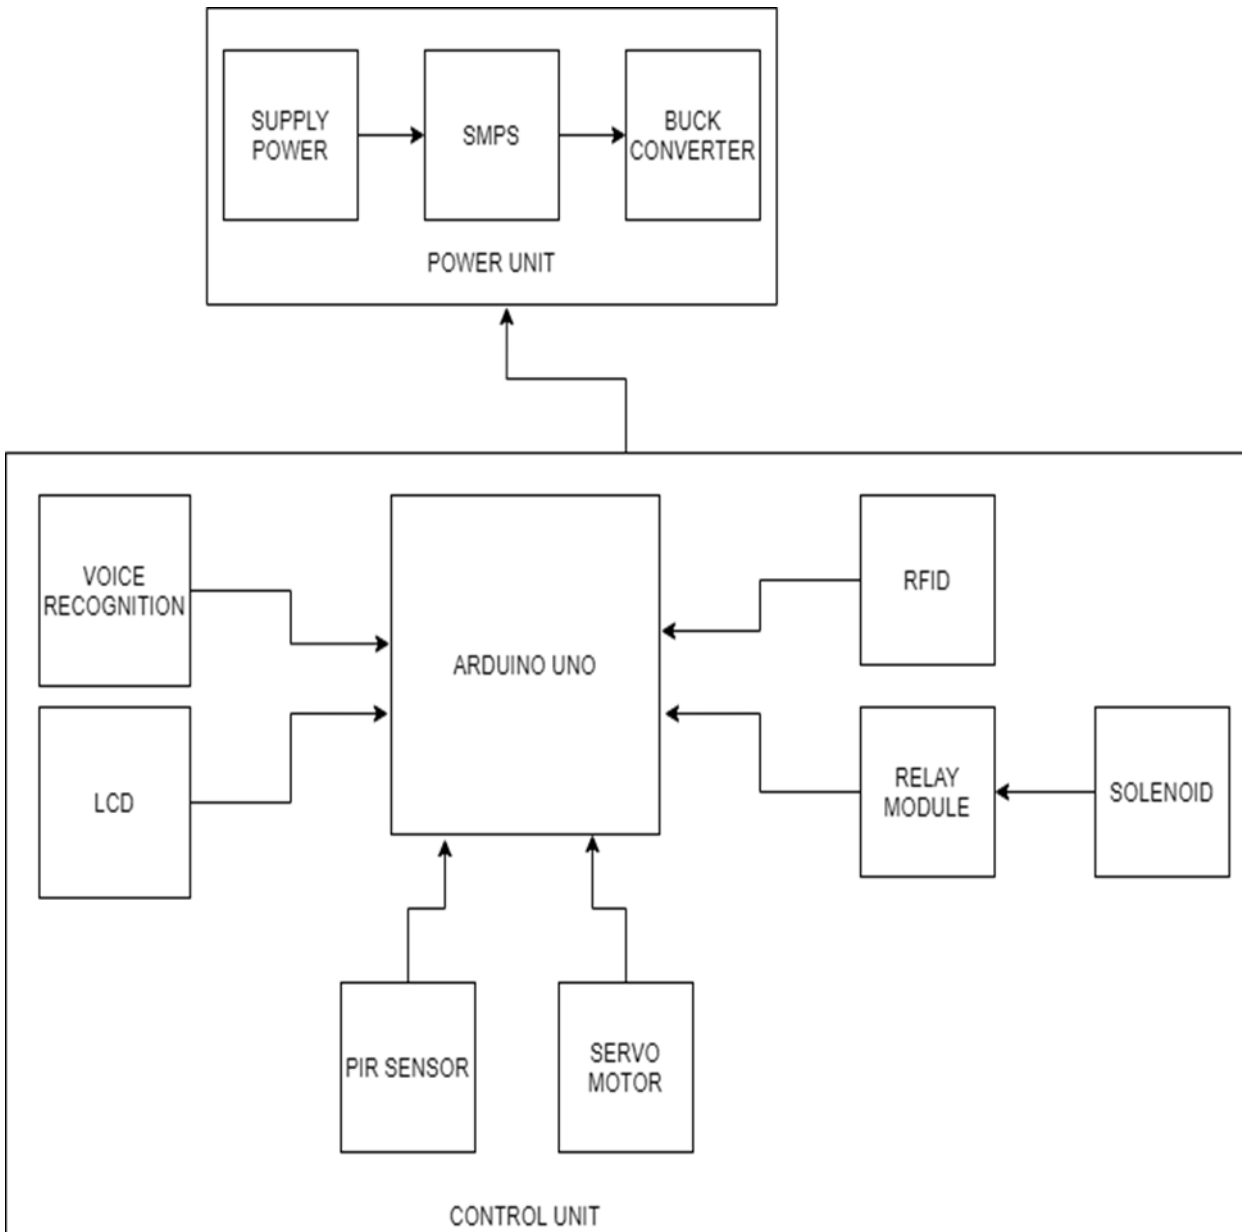 SUPPLY
POWER
SMPS
BUCK
CONVERTER
POWER UNIT
VOICE
RECOGNITION
ARDUINO UNO
RFID
LCD
RELAY
MODULE
SOLENOID
PIR SENSOR
SERVO
MOTOR
CONTROL UNIT